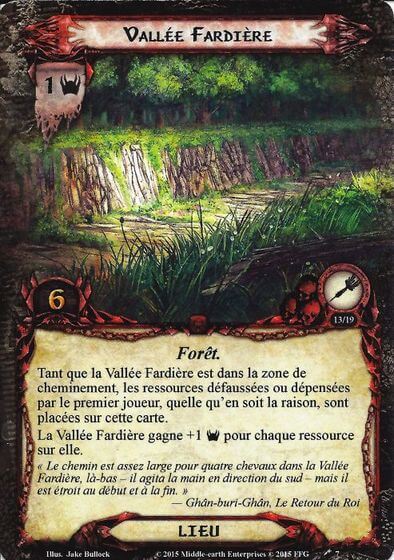 Vallée Fardière
1
6
13/19
Forêt.
Tant que la Vallée Fardière est dans la zone de
cheminement, les ressources défaussées ou dépensées
par le premier joueur, quelle qu'en soit la raison, sont
placées sur cette carte.
La Vallée Fardière gagne +1 pour chaque ressource
sur elle.
« Le chemin est assez large pour quatre chevaux dans la Vallée
Fardière, là-bas – il agita la main en direction du sud – mais il
est étroit au début et à la fin. »
— Ghân-buri-Ghân, Le Retour du Roi
LIEU
Illus. Jake Bullock
© 2015 Middle-earth Enterprises © 2015 FFG